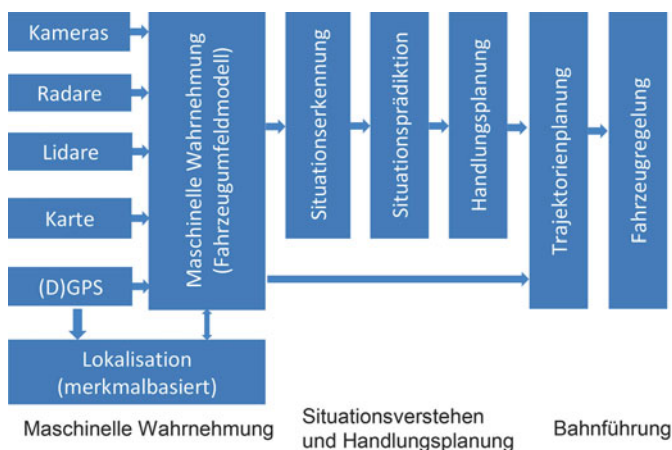 Kameras
Radare
Lidare
Karte
(D)GPS
Lokalisation
(merkmalbasiert)
Maschinelle Wahrnehmung
(Fahrzeugumfeldmodell)
Situationserkennung
Situationsprädiktion
Handlungsplanung
Trajektorienplanung
Fahrzeugregelung
Maschinelle Wahrnehmung
Situationsverstehen
und Handlungsplanung
Bahnführung